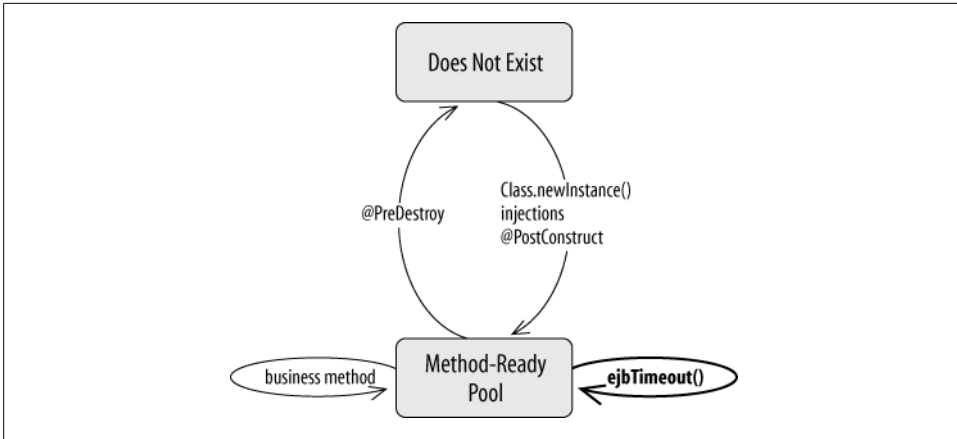 Does Not Exist
@PreDestroy
Class.newInstance()
injections
@PostConstruct
business method
Method-Ready
Pool
ejbTimeout()